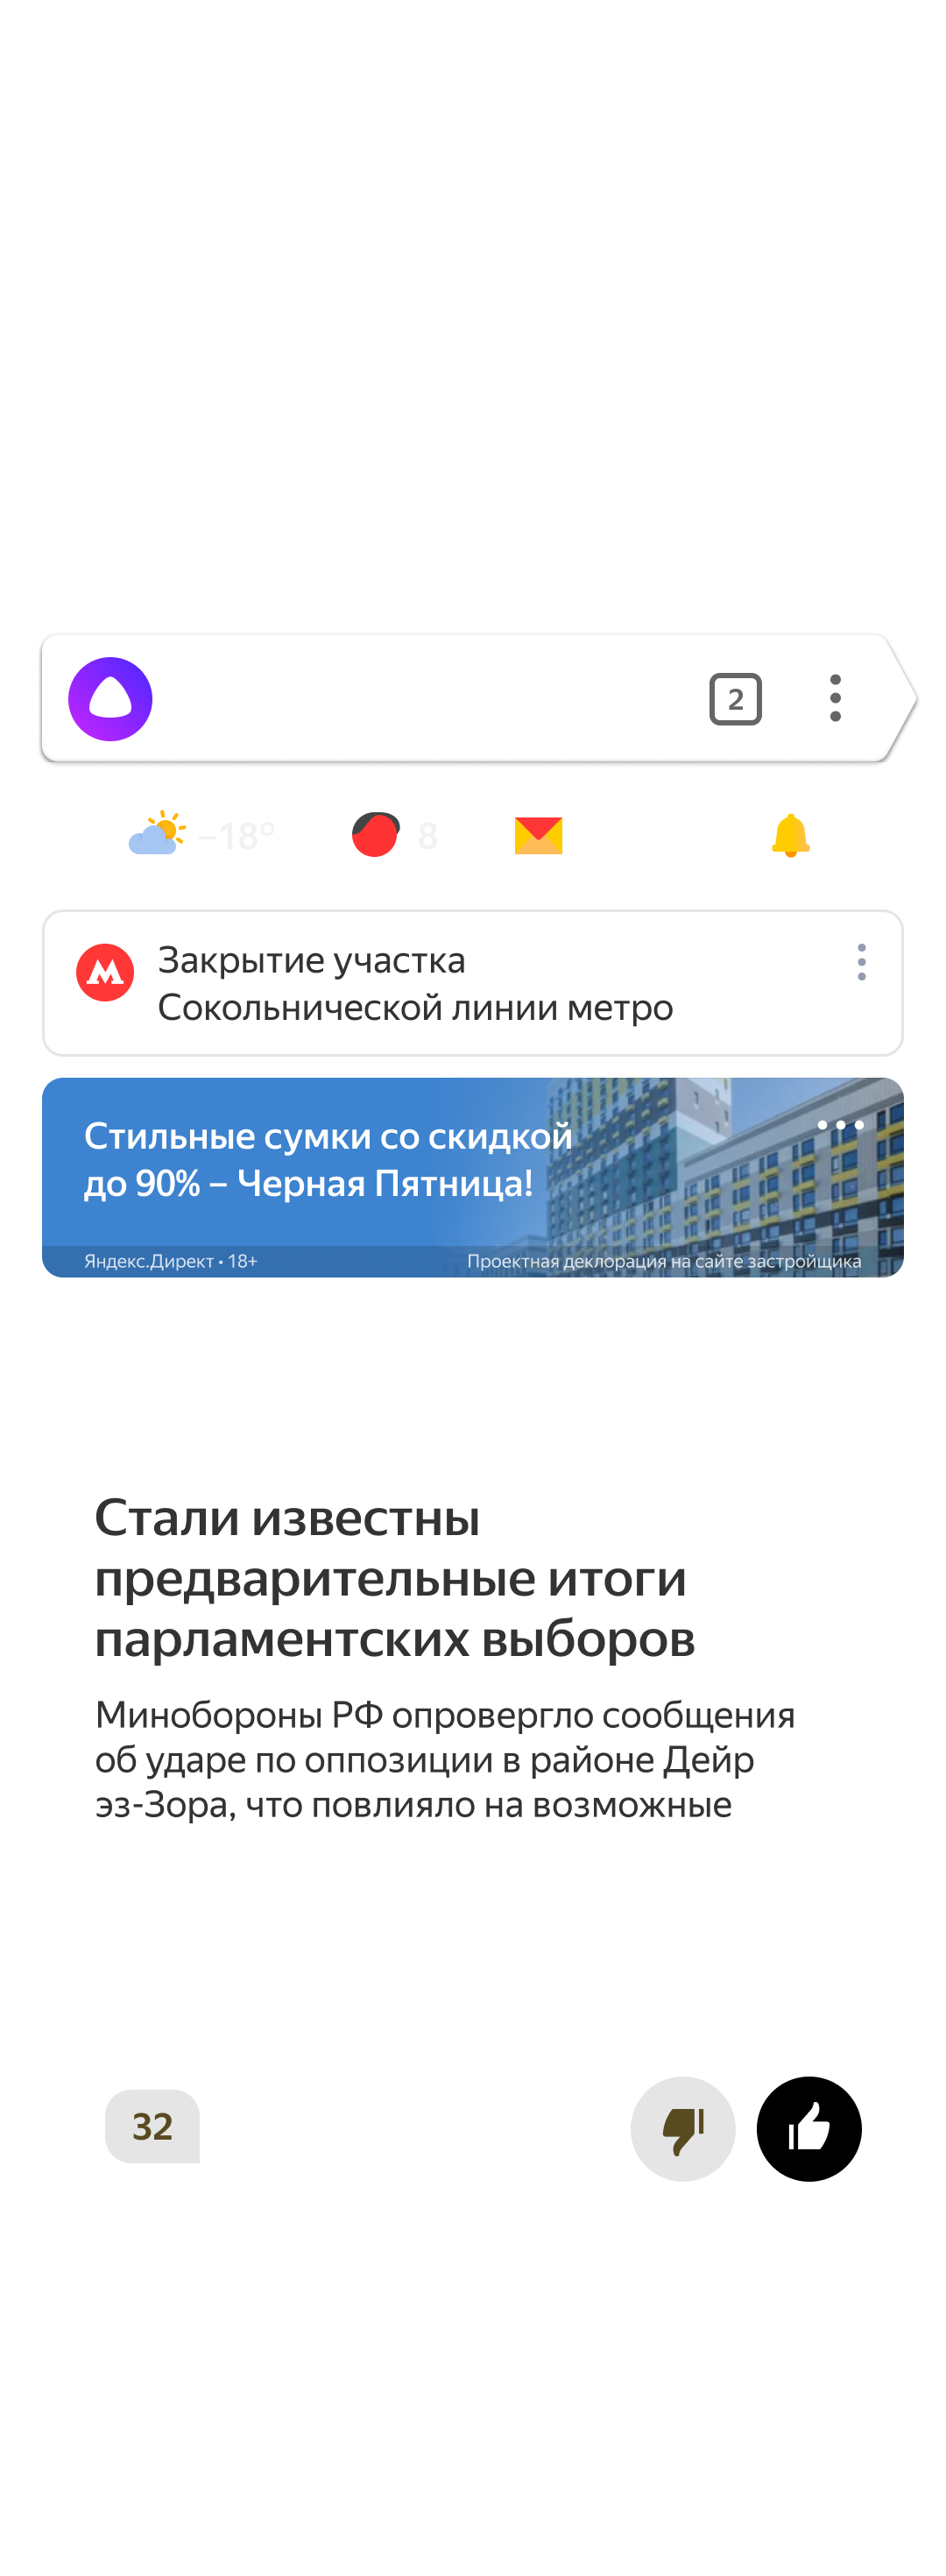 2
−18°
8
Закрытие участка
Сокольнической линии метро
Стильные сумки со скидкой
до 90% – Черная Пятница!
Яндекс.Директ • 18+
Проектная деклорация на сайте застройщика
Стали известны
предварительные итоги
парламентских выборов
Минобороны РФ опровергло сообщения
об ударе по оппозиции в районе Дейр
эз-Зора, что повлияло на возможные
32